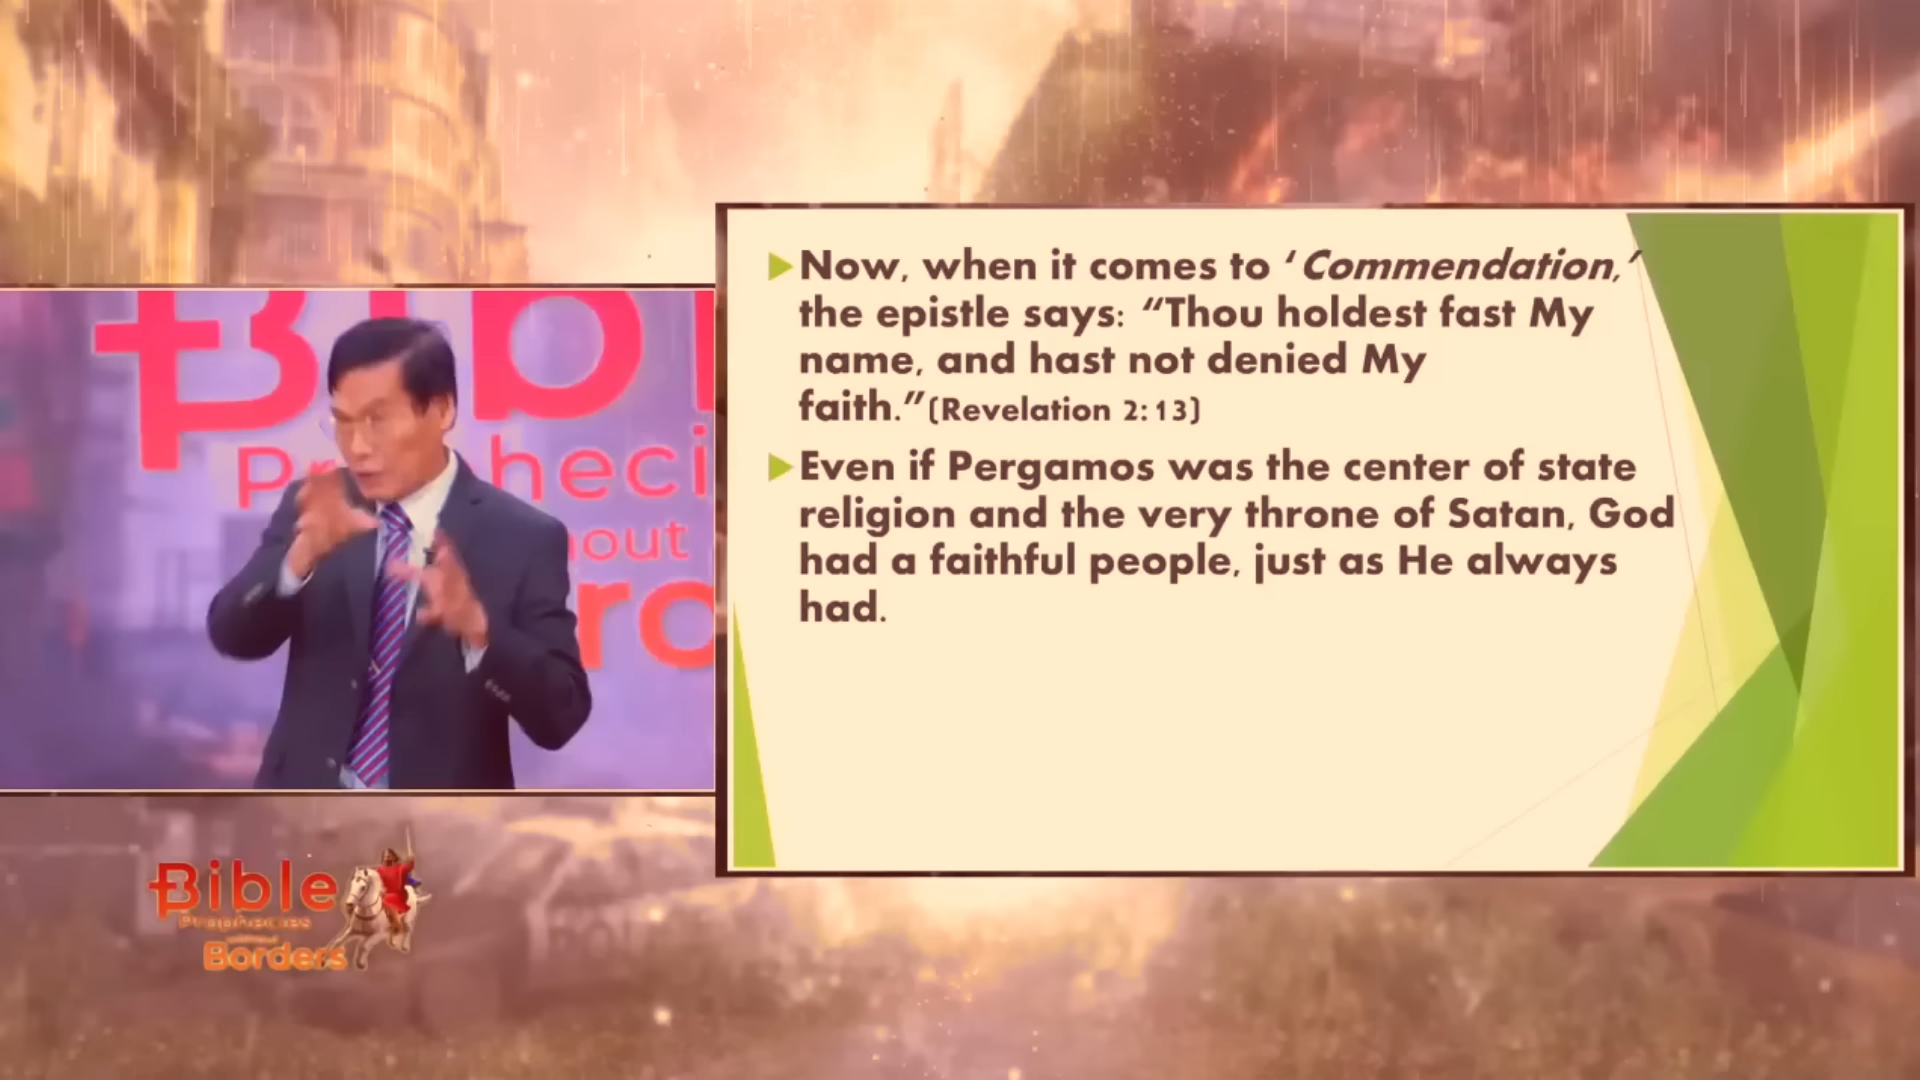 Now, when it comes to ‘Commendation,’
the epistle says: “Thou holdest fast My
name, and hast not denied My
faith.”(Revelation 2:13)
Even if Pergamos was the center of state
religion and the very throne of Satan, God
had a faithful people, just as He always
had.
Bible
Prophecies
Borders